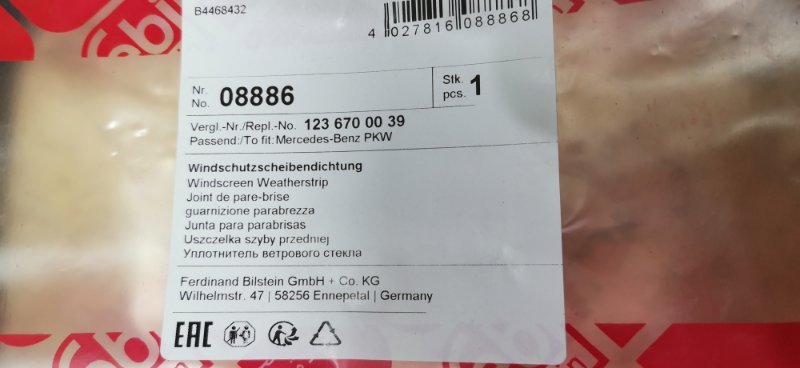 B4468432
4 027816 088868
Nr.
No. 08886
Stk.
pcs. 1
Vergl.-Nr./Repl.-No. 123 670 00 39
Passend:/To fit: Mercedes-Benz PKW
Windschutzscheibendichtung
Windscreen Weatherstrip
Joint de pare-brise
guarnizione parabrezza
Junta para parabrisas
Uszczelka szyby przedniej
Уплотнитель ветрового стекла
Ferdinand Bilstein GmbH + Co. KG
Wilhelmstr. 47 | 58256 Ennepetal | Germany
EAC